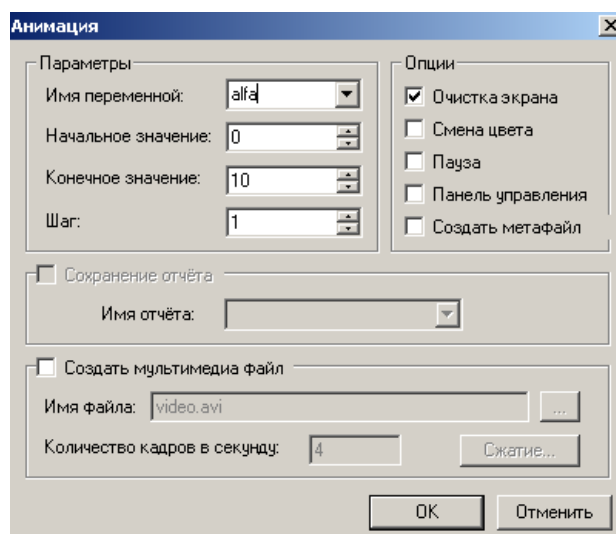 Анимация
Параметры
Имя переменной: alfa
Начальное значение: 0
Конечное значение: 10
Шаг: 1
Опции
Очистка экрана
Смена цвета
Пауза
Панель управления
Создать метафайл
Сохранение отчёта
Имя отчёта:
Создать мультимедиа файл
Имя файла: video.avi ...
Количество кадров в секунду: 4 Сжатие...
OK Отменить